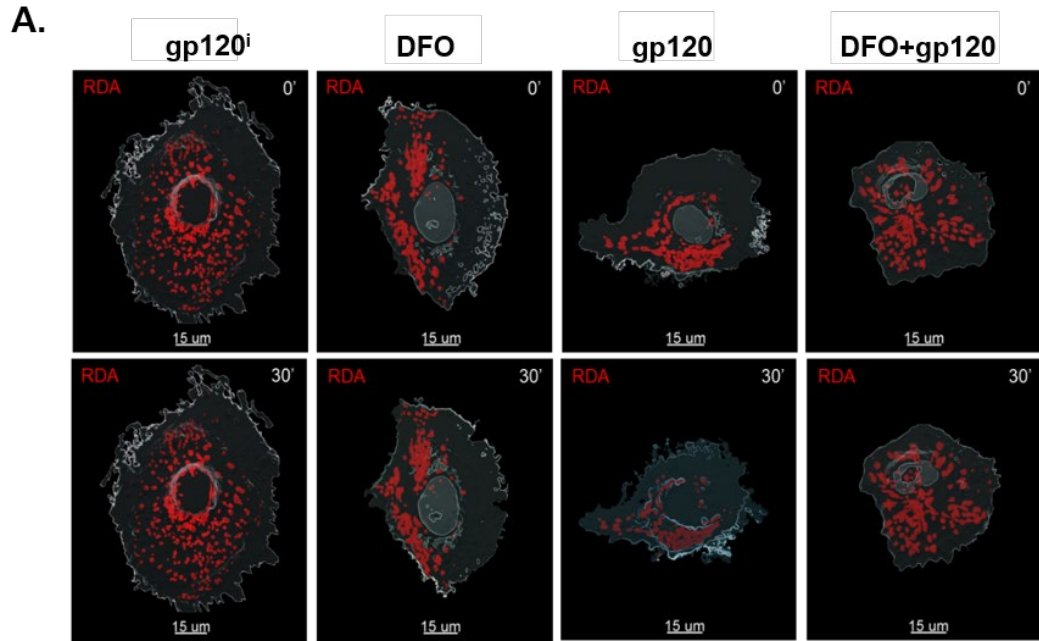 A.
gp120ⁱ DFO gp120 DFO+gp120
RDA 0' RDA 0' RDA 0' RDA 0'
15 um 15 um 15 um 15 um
RDA 30' RDA 30' RDA 30' RDA 30'
15 um 15 um 15 um 15 um